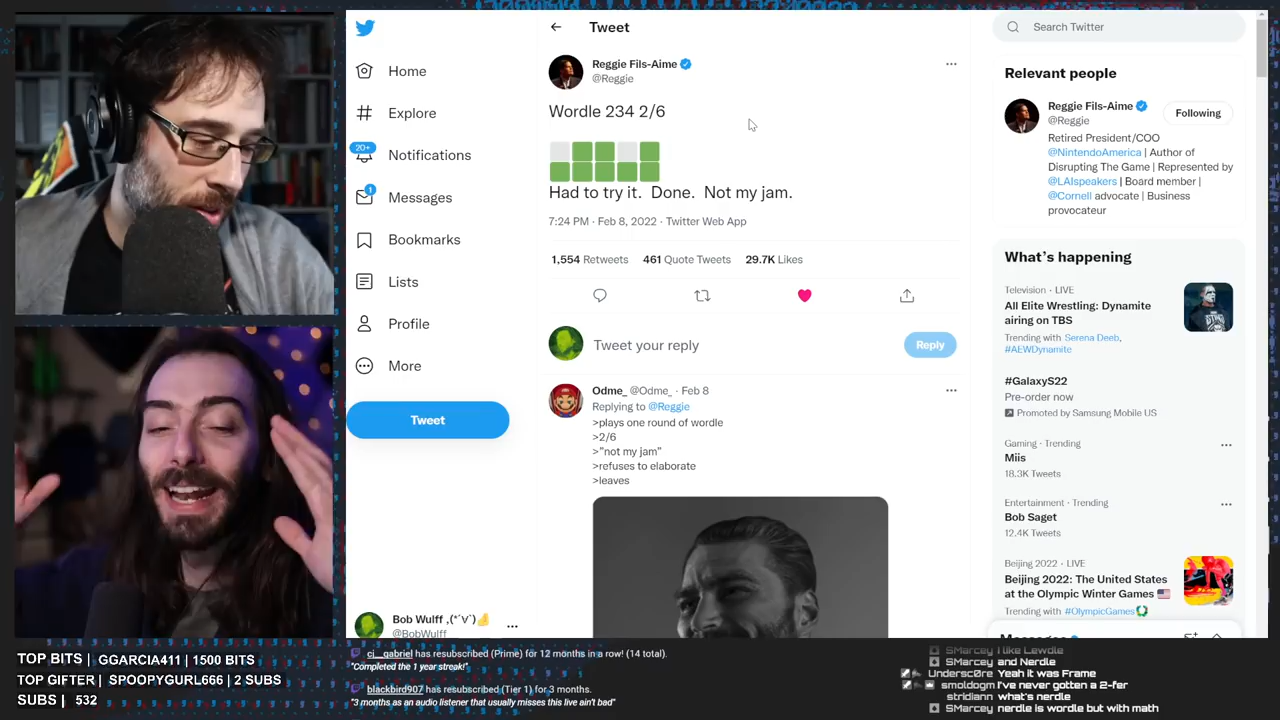 Home
Explore
20+
Notifications
1
Messages
Bookmarks
Lists
Profile
More
Tweet
Bob Wulff ,(*ˊvˋ)
@BobWulff
Tweet
Reggie Fils-Aime
@Reggie
Wordle 234 2/6
Had to try it. Done. Not my jam.
7:24 PM · Feb 8, 2022 · Twitter Web App
1,554 Retweets 461 Quote Tweets 29.7K Likes
Tweet your reply
Reply
Odme_ @Odme_ · Feb 8
Replying to @Reggie
>plays one round of wordle
>2/6
>"not my jam"
>refuses to elaborate
>leaves
Search Twitter
Relevant people
Reggie Fils-Aime
@Reggie
Following
Retired President/COO
@NintendoAmerica | Author of
Disrupting The Game | Represented by
@LAIspeakers | Board member |
@Cornell advocate | Business
provocateur
What's happening
Television · LIVE
All Elite Wrestling: Dynamite
airing on TBS
Trending with Serena Deeb,
#AEWDynamite
#GalaxyS22
Pre-order now
Promoted by Samsung Mobile US
Gaming · Trending
Miis
18.3K Tweets
Entertainment · Trending
Bob Saget
12.4K Tweets
Beijing 2022 · LIVE
Beijing 2022: The United States
at the Olympic Winter Games
Trending with #OlympicGames
Messages
TOP BITS | GGARCIA411 | 1500 BITS
TOP GIFTER | SPOOPYGURL666 | 2 SUBS
SUBS | 532
ci__gabriel has resubscribed (Prime) for 12 months in a row! (14 total).
"Completed the 1 year streak!"
blackbird907 has resubscribed (Tier 1) for 3 months.
"3 months as an audio listener that usually misses this live ain't bad"
SMarcey I like Lewdle
SMarcey and Nerdle
Undersc0re Yeah it was Frame
smoldogm I've never gotten a 2-fer
stridiann what's nerdle
SMarcey nerdle is wordle but with math